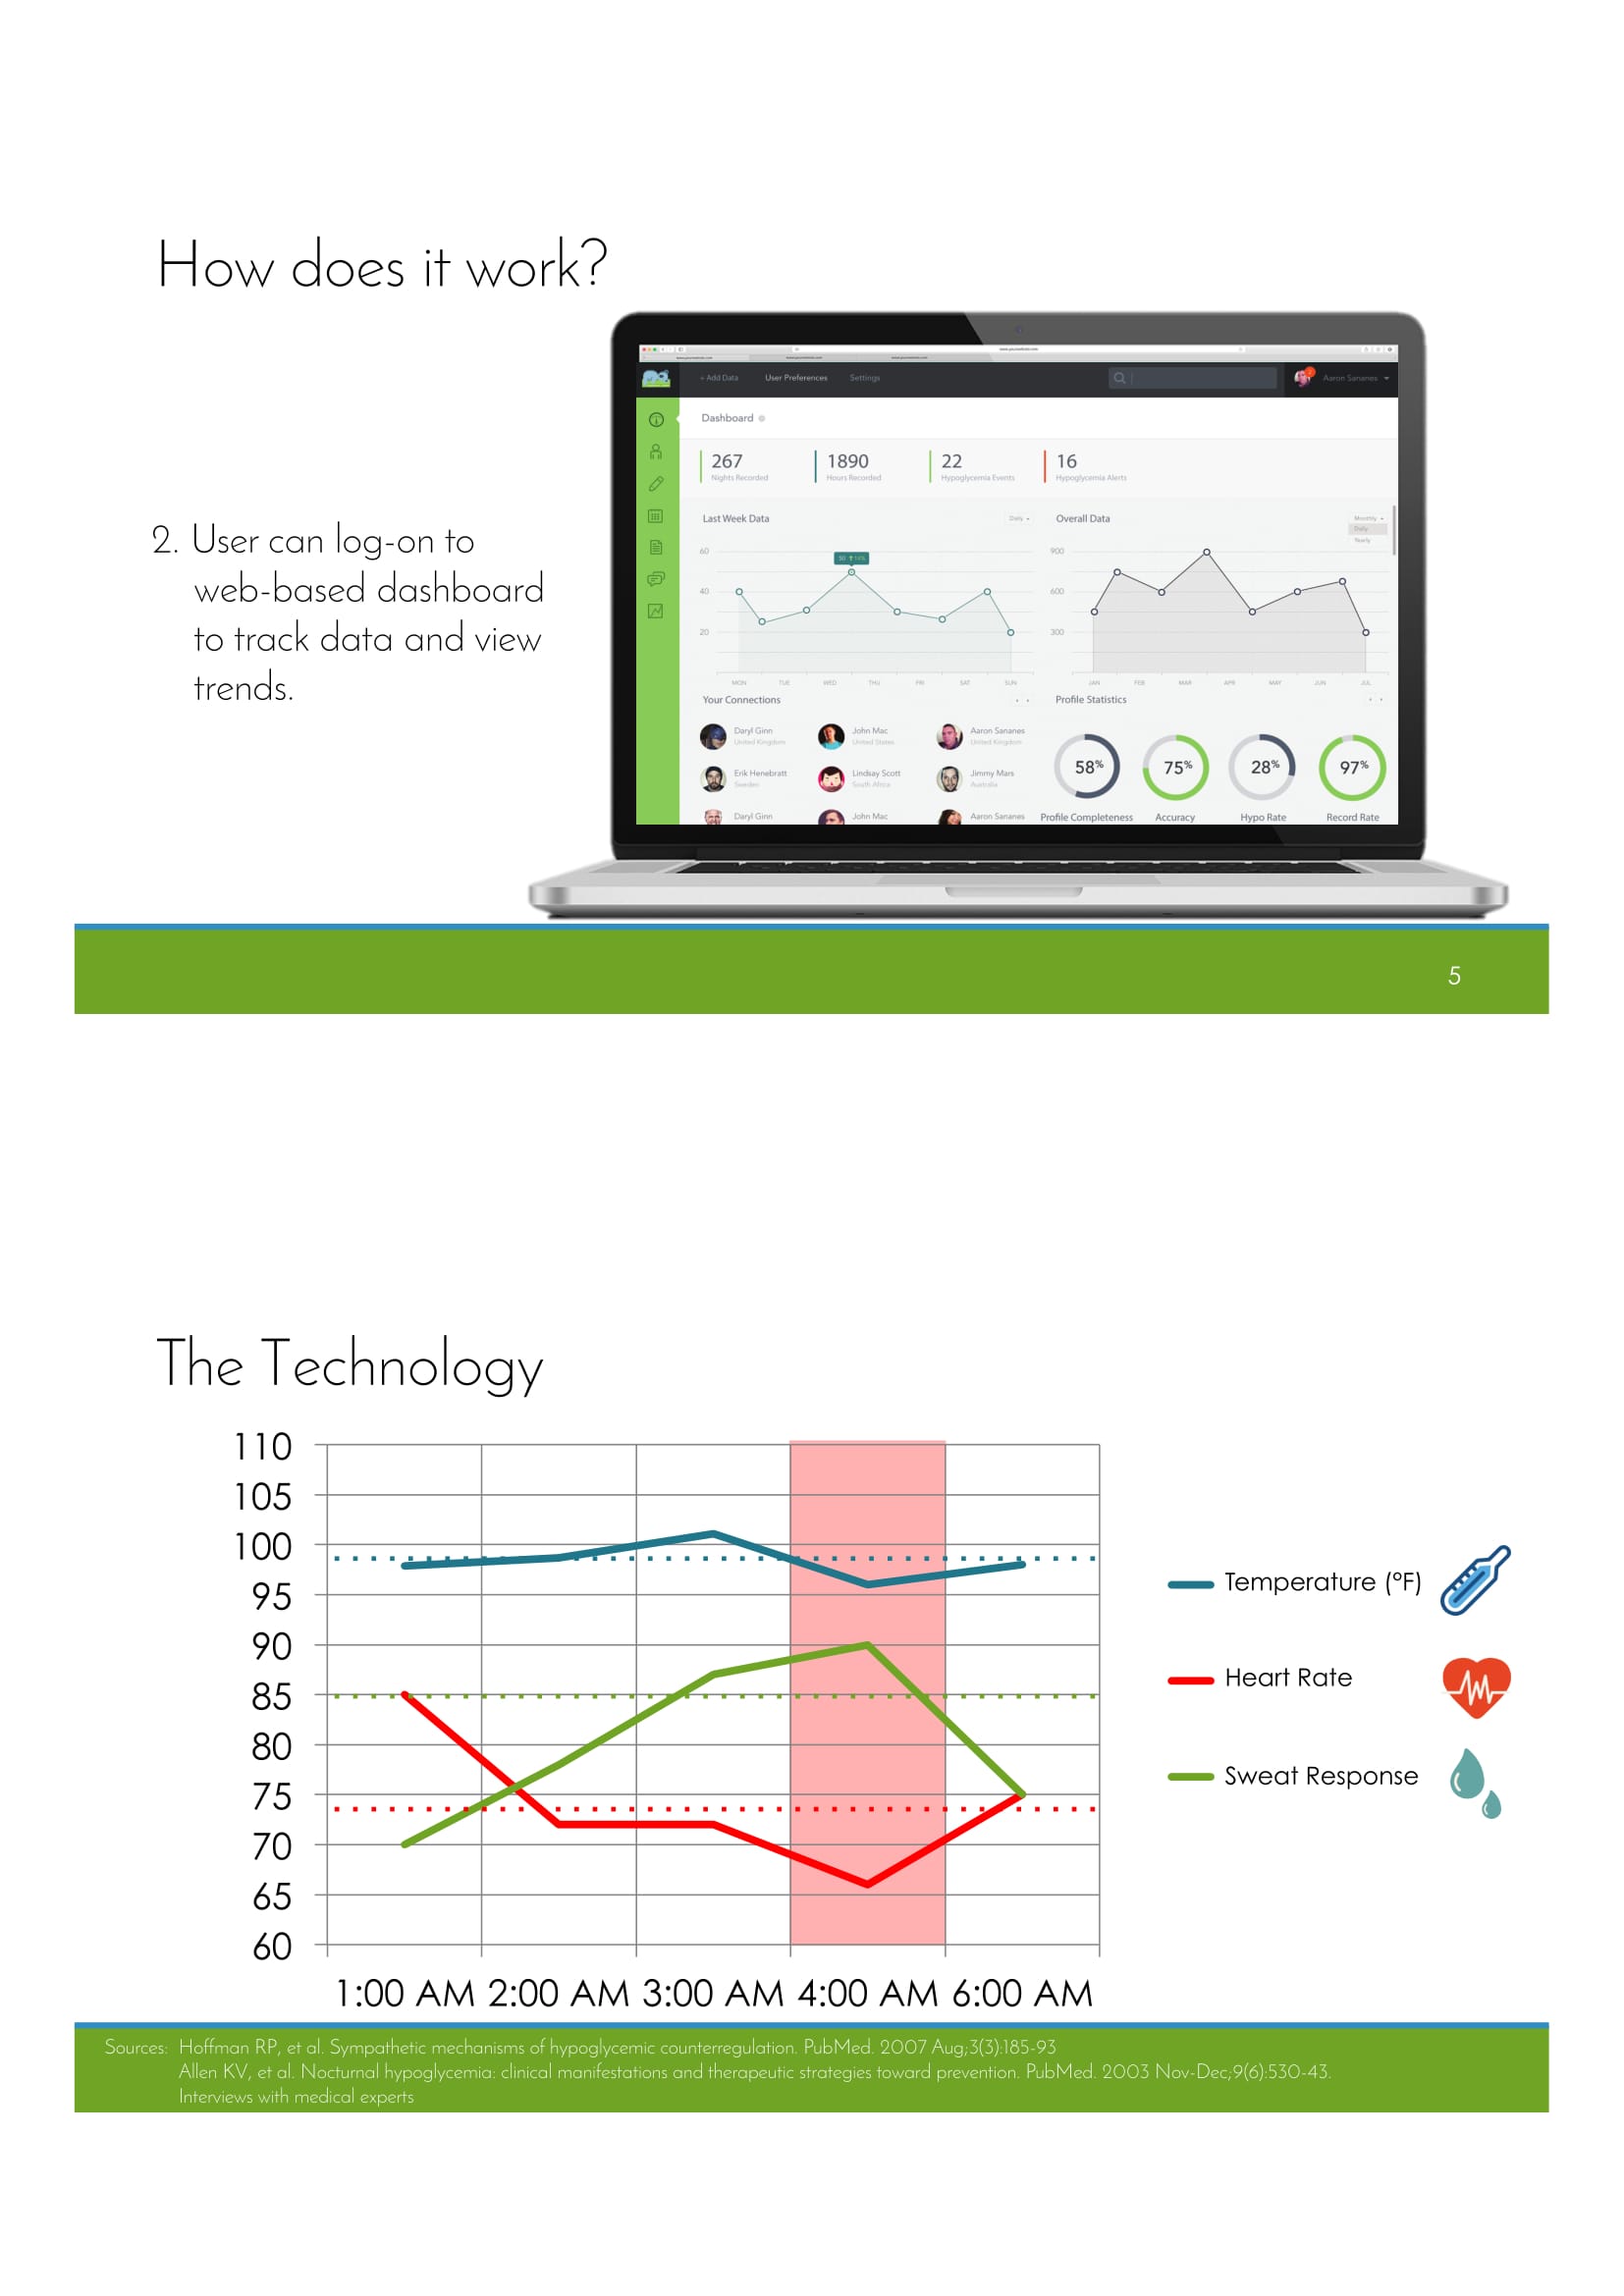 How does it work?
2. User can log-on to
web-based dashboard
to track data and view
trends.
+ Add Data User Preferences Settings
Aaron Sananes
Dashboard
267 1890 22 16
Nights Recorded Hours Recorded Hypoglycemia Events Hypoglycemia Alerts
Last Week Data Daily
60
40
20
MON TUE WED THU FRI SAT SUN
Overall Data Monthly
Daily
Yearly
900
600
300
JAN FEB MAR APR MAY JUN JUL
Your Connections
Daryl Ginn John Mac Aaron Sananes
United Kingdom United States United Kingdom
Erik Henebratt Lindsay Scott Jimmy Mars
Sweden South Africa Australia
Daryl Ginn John Mac Aaron Sananes
Profile Statistics
58% 75% 28% 97%
Profile Completeness Accuracy Hypo Rate Record Rate
5
The Technology
110
105
100
95
90
85
80
75
70
65
60
1:00 AM 2:00 AM 3:00 AM 4:00 AM 6:00 AM
Temperature (°F)
Heart Rate
Sweat Response
Sources: Hoffman RP, et al. Sympathetic mechanisms of hypoglycemic counterregulation. PubMed. 2007 Aug;3(3):185-93
Allen KV, et al. Nocturnal hypoglycemia: clinical manifestations and therapeutic strategies toward prevention. PubMed. 2003 Nov-Dec;9(6):530-43.
Interviews with medical experts